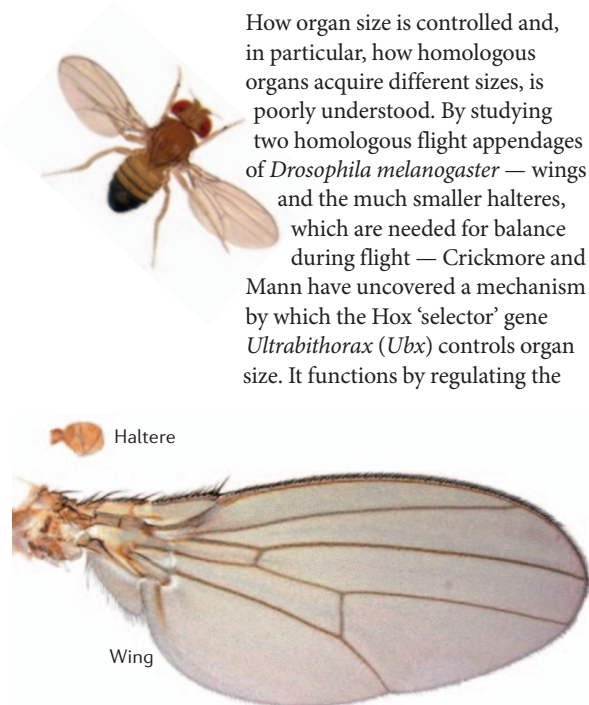 How organ size is controlled and,
in particular, how homologous
organs acquire different sizes, is
poorly understood. By studying
two homologous flight appendages
of Drosophila melanogaster — wings
and the much smaller halteres,
which are needed for balance
during flight — Crickmore and
Mann have uncovered a mechanism
by which the Hox ‘selector’ gene
Ultrabithorax (Ubx) controls organ
size. It functions by regulating the
Haltere
Wing